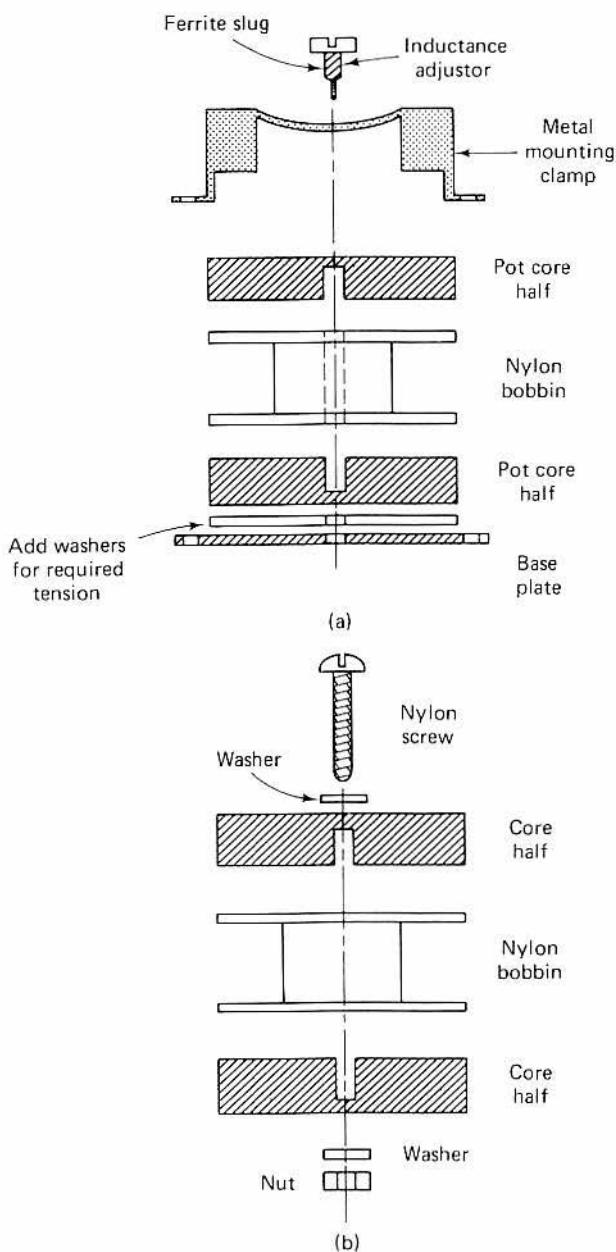 Ferrite slug
Inductance
adjustor
Metal
mounting
clamp
Pot core
half
Nylon
bobbin
Pot core
half
Add washers
for required
tension
Base
plate
(a)
Nylon
screw
Washer
Core
half
Nylon
bobbin
Core
half
Washer
Nut
(b)